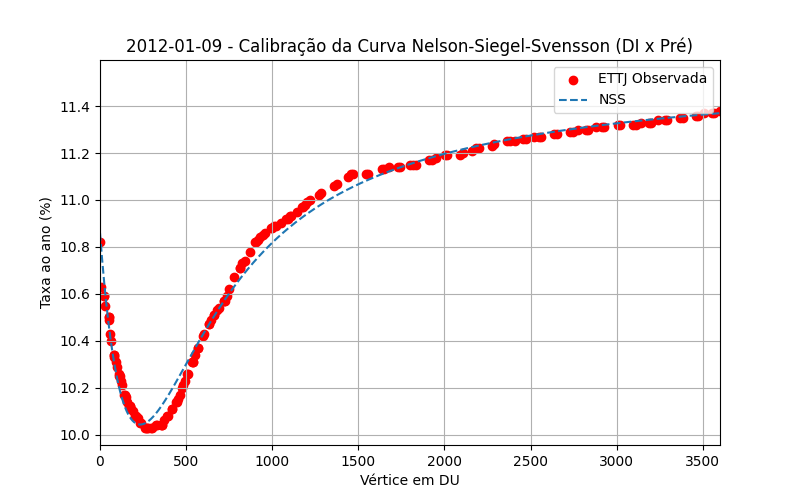 2012-01-09 - Calibração da Curva Nelson-Siegel-Svensson (DI x Pré)
ETTJ Observada
NSS
11.4
11.2
11.0
10.8
10.6
10.4
10.2
10.0
Taxa ao ano (%)
0 500 1000 1500 2000 2500 3000 3500
Vértice em DU